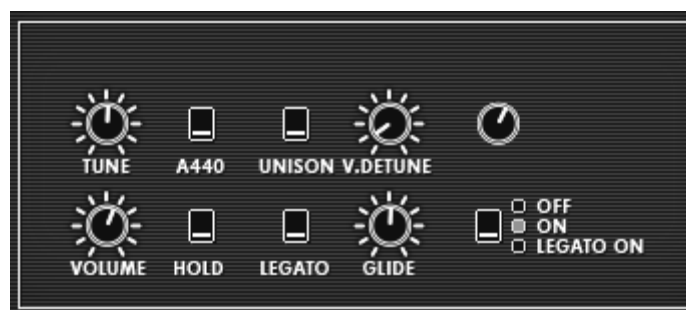 TUNE A440 UNISON V.DETUNE
OFF
ON
LEGATO ON
VOLUME HOLD LEGATO GLIDE